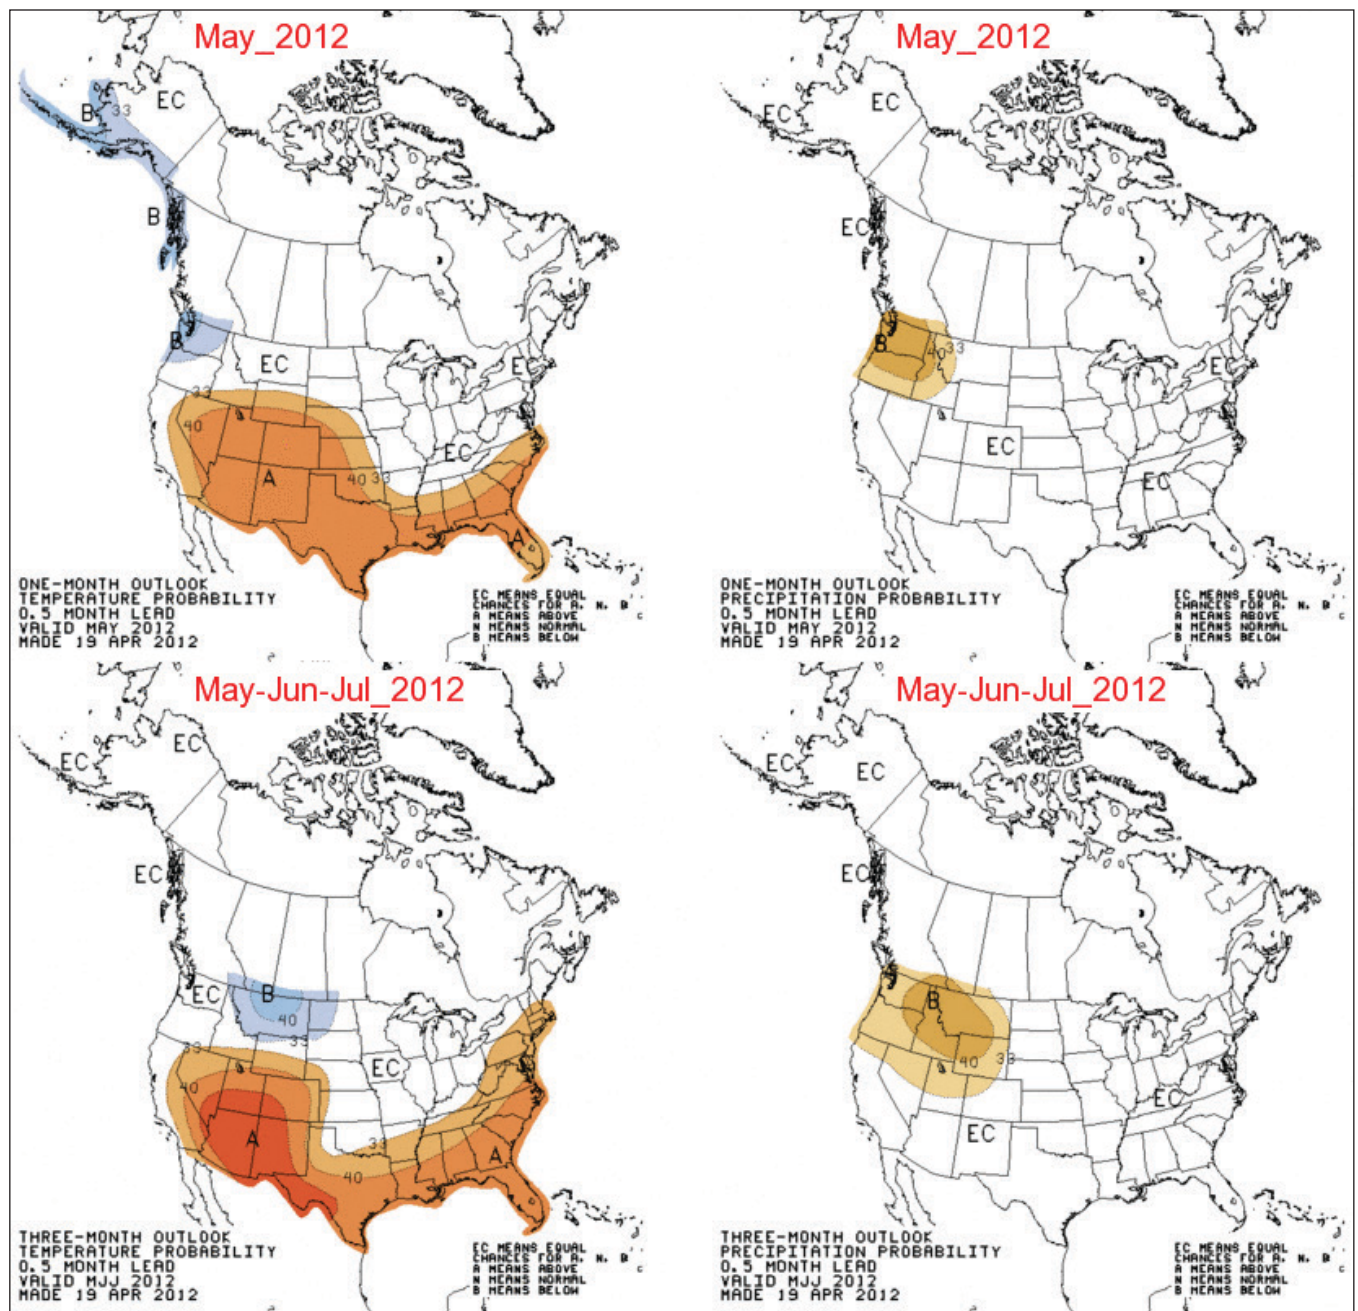 May_2012
EC
B 33
B
B
EC
EC
33
40
EC
A
40 33
A
ONE-MONTH OUTLOOK
TEMPERATURE PROBABILITY
0.5 MONTH LEAD
VALID MAY 2012
MADE 19 APR 2012
EC MEANS EQUAL
CHANCES FOR A, N, B
A MEANS ABOVE
N MEANS NORMAL
B MEANS BELOW
c
May_2012
EC
EC
EC
B
40 33
EC
EC
EC
ONE-MONTH OUTLOOK
PRECIPITATION PROBABILITY
0.5 MONTH LEAD
VALID MAY 2012
MADE 19 APR 2012
EC MEANS EQUAL
CHANCES FOR A, N, B
A MEANS ABOVE
N MEANS NORMAL
B MEANS BELOW
c
May-Jun-Jul_2012
EC
EC
EC
EC
B
40
33
33
EC
40
A
33
A
40
THREE-MONTH OUTLOOK
TEMPERATURE PROBABILITY
0.5 MONTH LEAD
VALID MJJ 2012
MADE 19 APR 2012
EC MEANS EQUAL
CHANCES FOR A, N, B
A MEANS ABOVE
N MEANS NORMAL
B MEANS BELOW
c
May-Jun-Jul_2012
EC
EC
EC
B
40 33
EC
EC
THREE-MONTH OUTLOOK
PRECIPITATION PROBABILITY
0.5 MONTH LEAD
VALID MJJ 2012
MADE 19 APR 2012
EC MEANS EQUAL
CHANCES FOR A, N, B
A MEANS ABOVE
N MEANS NORMAL
B MEANS BELOW
c